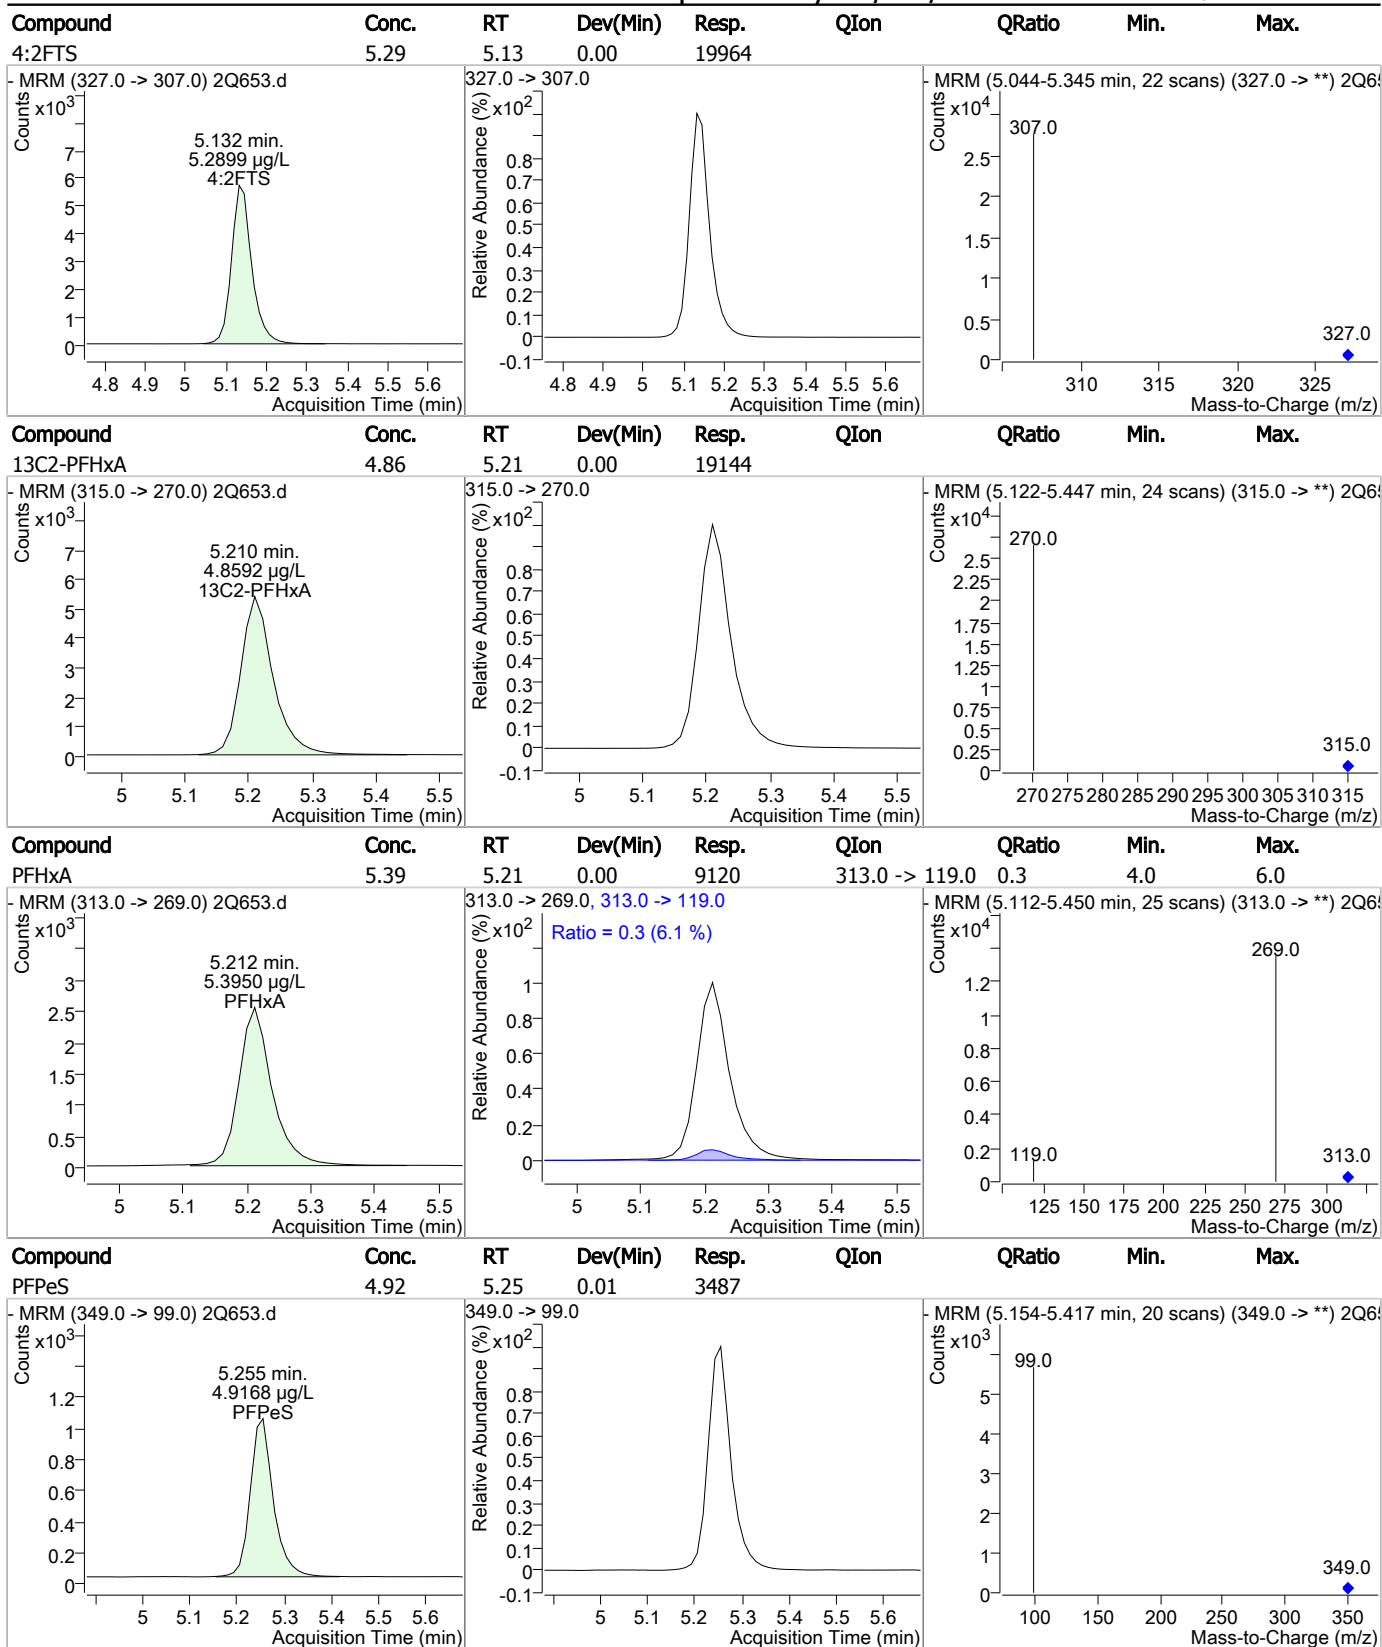 Compound Conc. RT Dev(Min) Resp. QIon QRatio Min. Max.
4:2FTS 5.29 5.13 0.00 19964
- MRM (327.0 -> 307.0) 2Q653.d
Counts
x10³
5.132 min.
5.2899 µg/L
4:2FTS
7
6
5
4
3
2
1
0
4.8 4.9 5 5.1 5.2 5.3 5.4 5.5 5.6
Acquisition Time (min)
327.0 -> 307.0
Relative Abundance (%)
x10²
0.8
0.7
0.6
0.5
0.4
0.3
0.2
0.1
0
-0.1
4.8 4.9 5 5.1 5.2 5.3 5.4 5.5 5.6
Acquisition Time (min)
- MRM (5.044-5.345 min, 22 scans) (327.0 -> **) 2Q65
Counts
x10⁴
307.0
2.5
2
1.5
1
0.5
0
327.0
310 315 320 325
Mass-to-Charge (m/z)
Compound Conc. RT Dev(Min) Resp. QIon QRatio Min. Max.
13C2-PFHxA 4.86 5.21 0.00 19144
- MRM (315.0 -> 270.0) 2Q653.d
Counts
x10³
5.210 min.
4.8592 µg/L
13C2-PFHxA
7
6
5
4
3
2
1
0
5 5.1 5.2 5.3 5.4 5.5
Acquisition Time (min)
315.0 -> 270.0
Relative Abundance (%)
x10²
0.8
0.7
0.6
0.5
0.4
0.3
0.2
0.1
0
-0.1
5 5.1 5.2 5.3 5.4 5.5
Acquisition Time (min)
- MRM (5.122-5.447 min, 24 scans) (315.0 -> **) 2Q65
Counts
x10⁴
270.0
2.5
2.25
2
1.75
1.5
1.25
1
0.75
0.5
0.25
0
315.0
270 275 280 285 290 295 300 305 310 315
Mass-to-Charge (m/z)
Compound Conc. RT Dev(Min) Resp. QIon QRatio Min. Max.
PFHxA 5.39 5.21 0.00 9120 313.0 -> 119.0 0.3 4.0 6.0
- MRM (313.0 -> 269.0) 2Q653.d
Counts
x10³
5.212 min.
5.3950 µg/L
PFHxA
3
2.5
2
1.5
1
0.5
0
5 5.1 5.2 5.3 5.4 5.5
Acquisition Time (min)
313.0 -> 269.0, 313.0 -> 119.0
Relative Abundance (%)
x10²
Ratio = 0.3 (6.1 %)
1
0.8
0.6
0.4
0.2
0
5 5.1 5.2 5.3 5.4 5.5
Acquisition Time (min)
- MRM (5.112-5.450 min, 25 scans) (313.0 -> **) 2Q65
Counts
x10⁴
269.0
1.2
1
0.8
0.6
0.4
0.2
0
119.0
313.0
125 150 175 200 225 250 275 300
Mass-to-Charge (m/z)
Compound Conc. RT Dev(Min) Resp. QIon QRatio Min. Max.
PFPeS 4.92 5.25 0.01 3487
- MRM (349.0 -> 99.0) 2Q653.d
Counts
x10³
5.255 min.
4.9168 µg/L
PFPeS
1.2
1
0.8
0.6
0.4
0.2
0
5 5.1 5.2 5.3 5.4 5.5 5.6
Acquisition Time (min)
349.0 -> 99.0
Relative Abundance (%)
x10²
0.8
0.7
0.6
0.5
0.4
0.3
0.2
0.1
0
-0.1
5 5.1 5.2 5.3 5.4 5.5 5.6
Acquisition Time (min)
- MRM (5.154-5.417 min, 20 scans) (349.0 -> **) 2Q65
Counts
x10³
99.0
5
4
3
2
1
0
349.0
100 150 200 250 300 350
Mass-to-Charge (m/z)